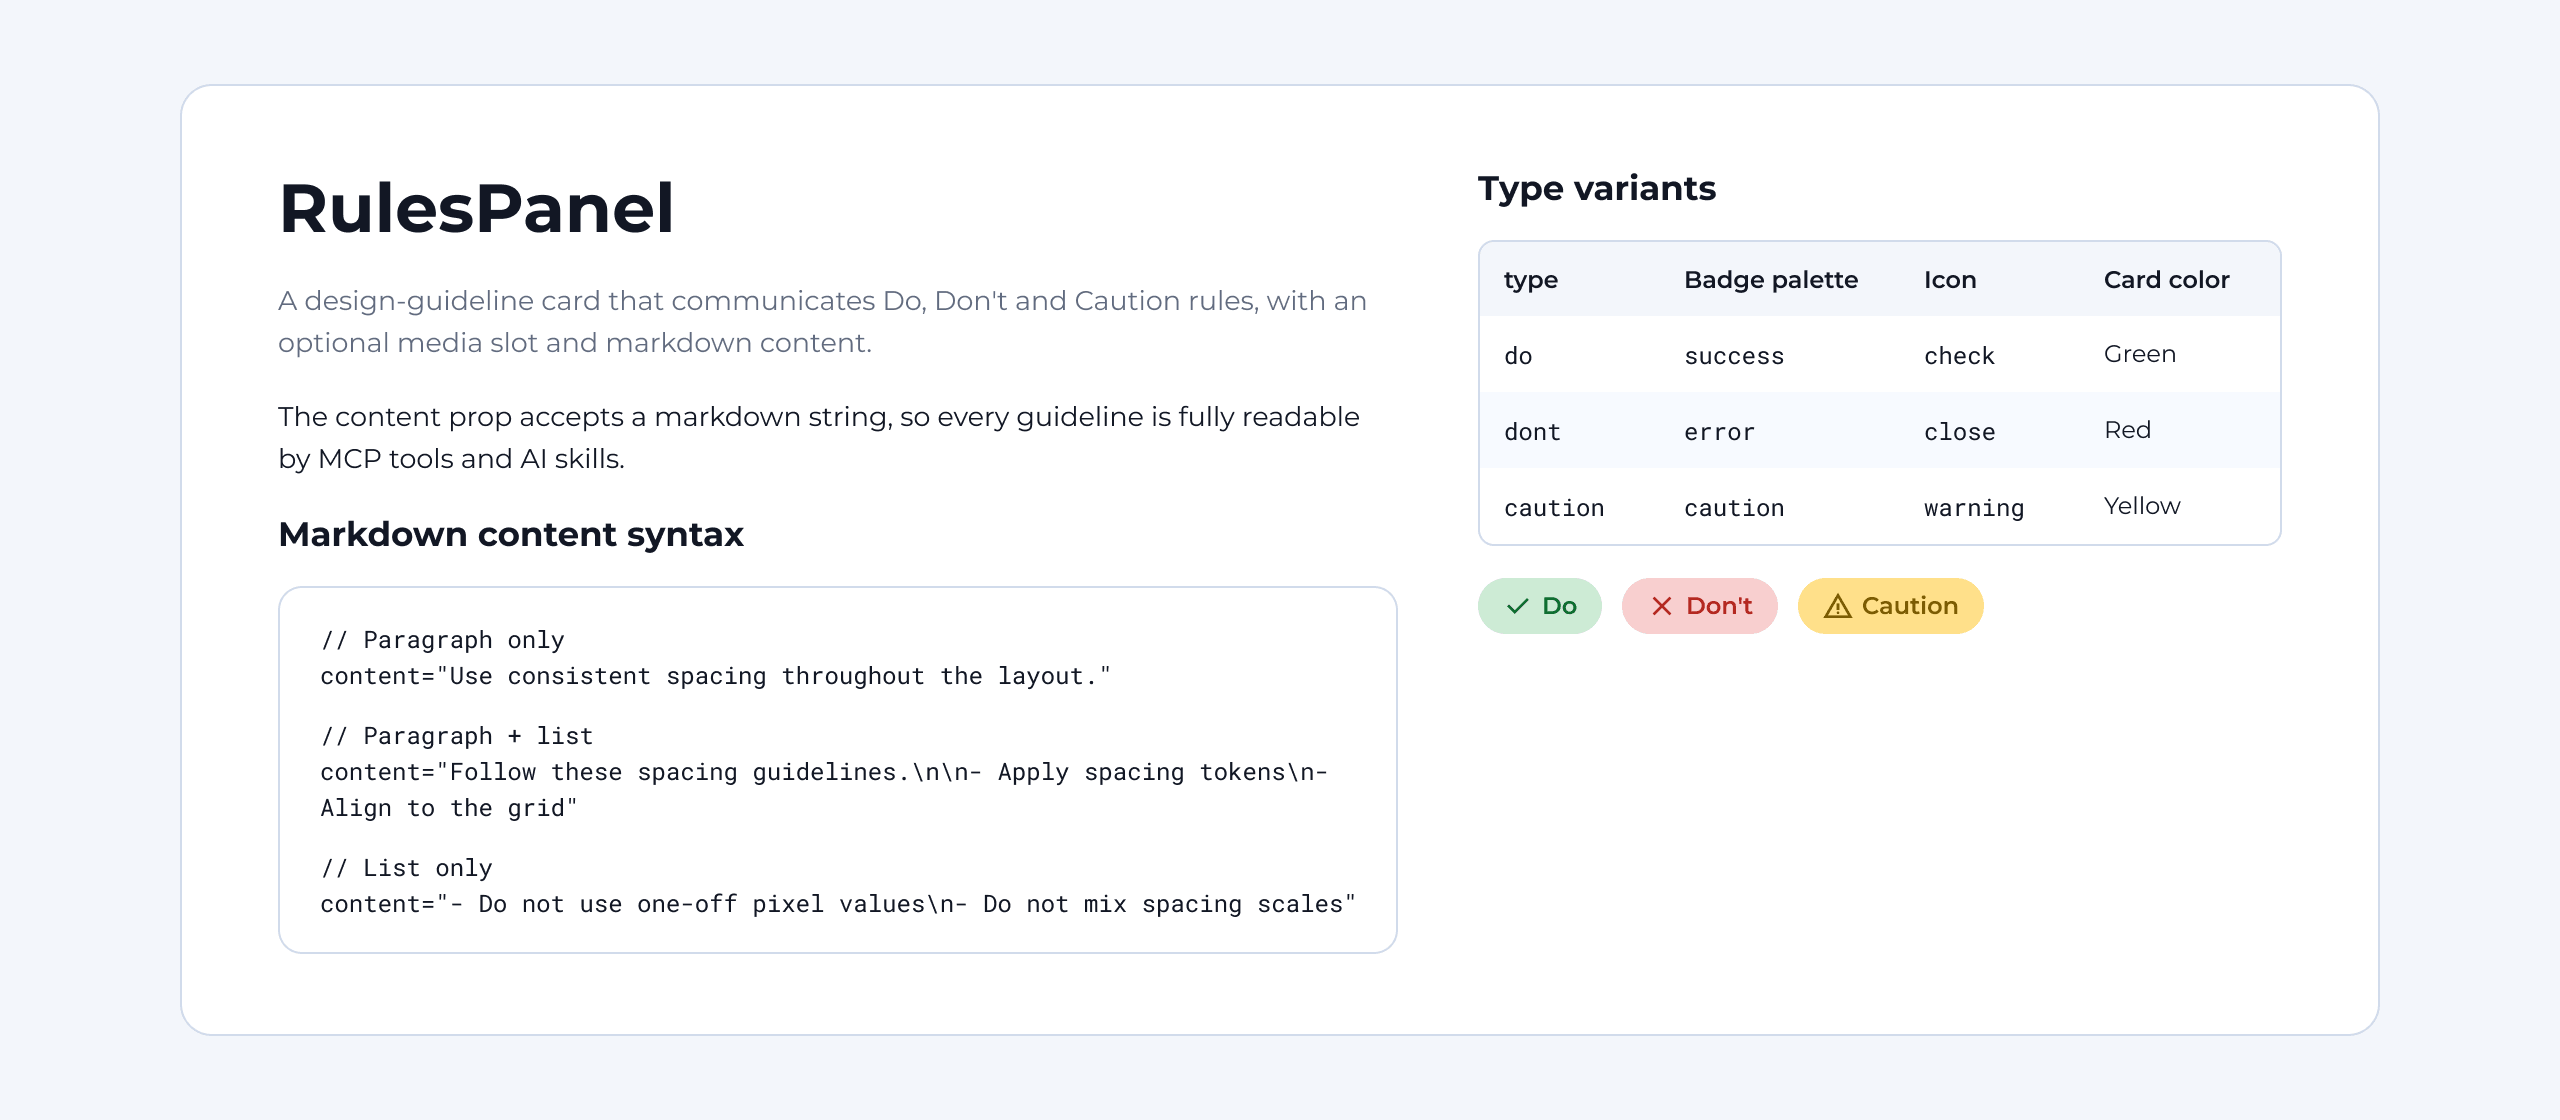 RulesPanel
A design-guideline card that communicates Do, Don't and Caution rules, with an
optional media slot and markdown content.
The content prop accepts a markdown string, so every guideline is fully readable
by MCP tools and AI skills.
Markdown content syntax
// Paragraph only
content="Use consistent spacing throughout the layout."
// Paragraph + list
content="Follow these spacing guidelines.\n\n- Apply spacing tokens\n-
Align to the grid"
// List only
content="- Do not use one-off pixel values\n- Do not mix spacing scales"
Type variants
type Badge palette Icon Card color
do success check Green
dont error close Red
caution caution warning Yellow
Do Don't Caution